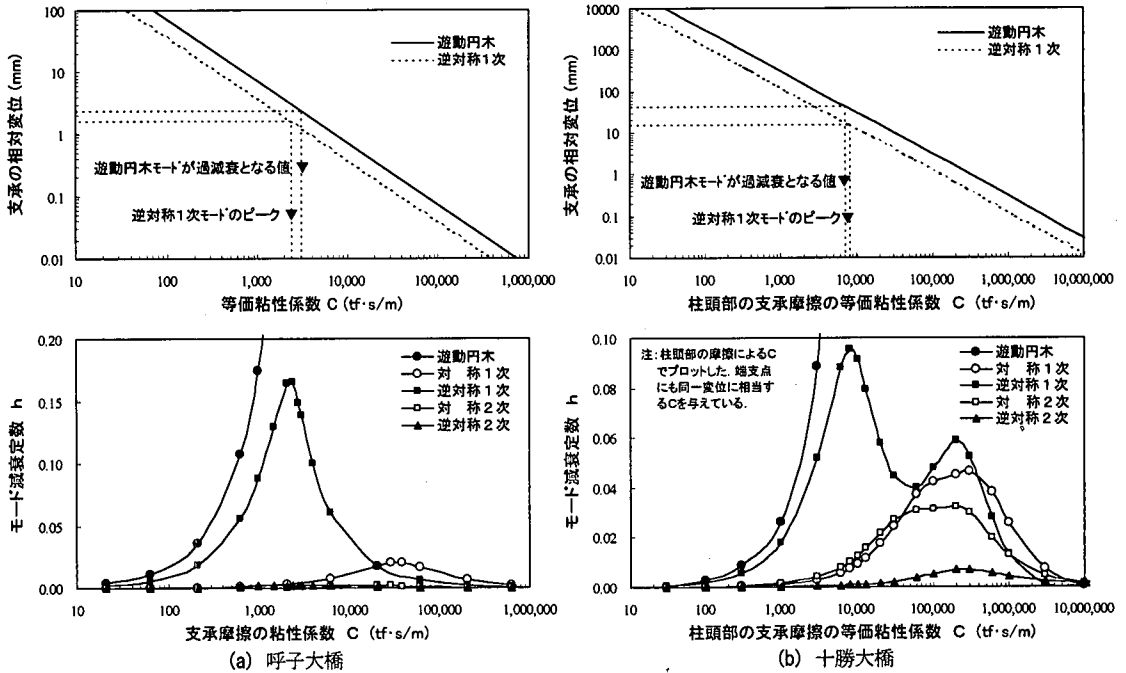 100
10
1
0.1
0.01
支承の相対変位 (mm)
遊動円木
逆対称1次
遊動円木モードが過減衰となる値
逆対称1次モードのピーク
10
100
1,000
10,000
100,000
1,000,000
等価粘性係数 C (tf·s/m)
10000
1000
100
10
1
0.1
0.01
支承の相対変位 (mm)
遊動円木
逆対称1次
遊動円木モードが過減衰となる値
逆対称1次モードのピーク
10
100
1,000
10,000
100,000
1,000,000
10,000,000
柱頭部の支承摩擦の等価粘性係数 C (tf·s/m)
0.20
0.15
0.10
0.05
0.00
モード減衰定数 h
遊動円木
対 称1次
逆対称1次
対 称2次
逆対称2次
10
100
1,000
10,000
100,000
1,000,000
支承摩擦の粘性係数 C (tf·s/m)
(a) 呼子大橋
0.10
0.08
0.06
0.04
0.02
0.00
モード減衰定数 h
注:柱頭部の摩擦によるC
でプロットした. 端支点
にも同一変位に相当す
るCを与えている.
遊動円木
対 称1次
逆対称1次
対 称2次
逆対称2次
10
100
1,000
10,000
100,000
1,000,000
10,000,000
柱頭部の支承摩擦の等価粘性係数 C (tf·s/m)
(b) 十勝大橋